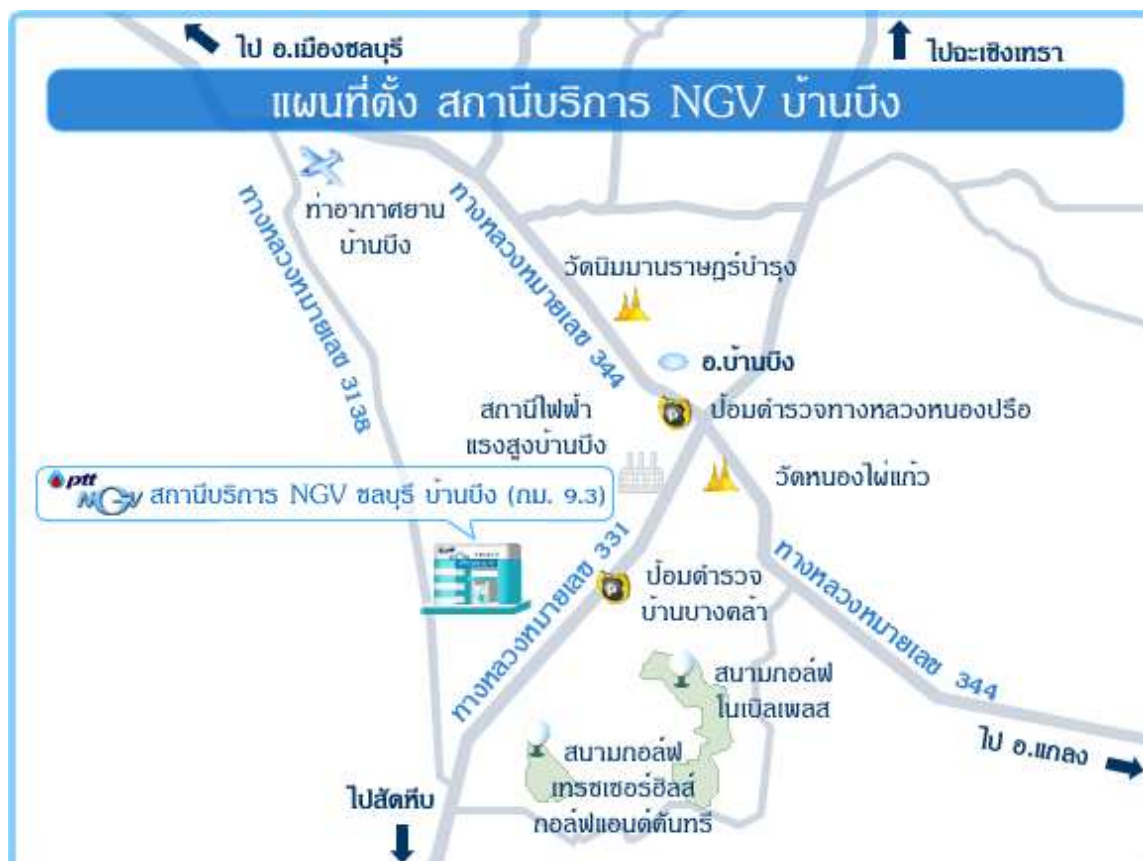 ไป อ.เมืองชลบุรี
ไปฉะเชิงเทรา
แผนที่ตั้ง สถานีบริการ NGV บ้านบึง
ท่าอากาศยาน
บ้านบึง
ทางหลวงหมายเลข 3138
ทางหลวงหมายเลข 344
วัดนิมมานราษฎร์บำรุง
อ.บ้านบึง
สถานีไฟฟ้า
แรงสูงบ้านบึง
ป้อมตำรวจทางหลวงหนองปรือ
วัดหนองไผ่แก้ว
ptt
NGV สถานีบริการ NGV ชลบุรี บ้านบึง (กม. 9.3)
ทางหลวงหมายเลข 331
ป้อมตำรวจ
บ้านบางคล้า
ทางหลวงหมายเลข 344
สนามกอล์ฟ
โนเบิลเพลส
สนามกอล์ฟ
เทรชเชอร์ฮิลส์
กอล์ฟแอนด์คันทรี
ไป อ.แกลง
ไปสัตหีบ